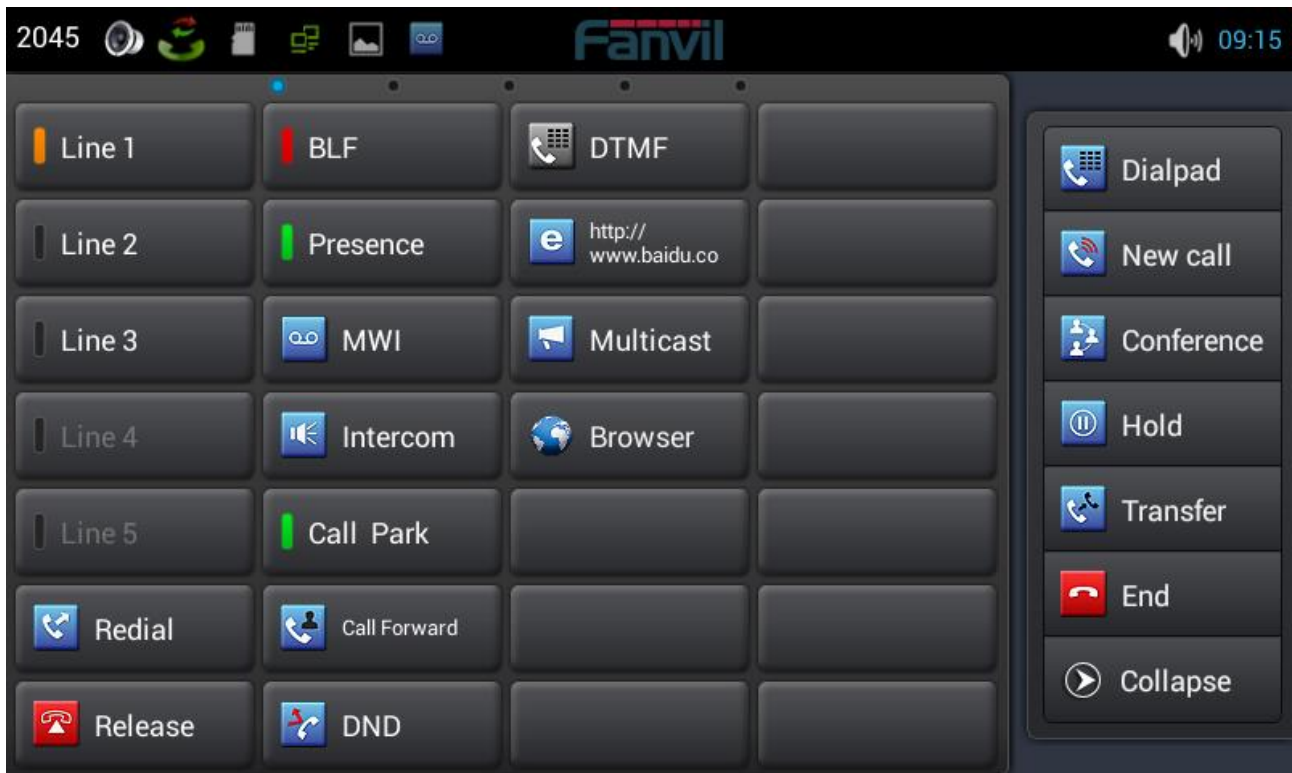 2045
Fanvil
09:15
Line 1
BLF
DTMF
Line 2
Presence
http://
www.baidu.co
Line 3
MWI
Multicast
Line 4
Intercom
Browser
Line 5
Call Park
Redial
Call Forward
Release
DND
Dialpad
New call
Conference
Hold
Transfer
End
Collapse